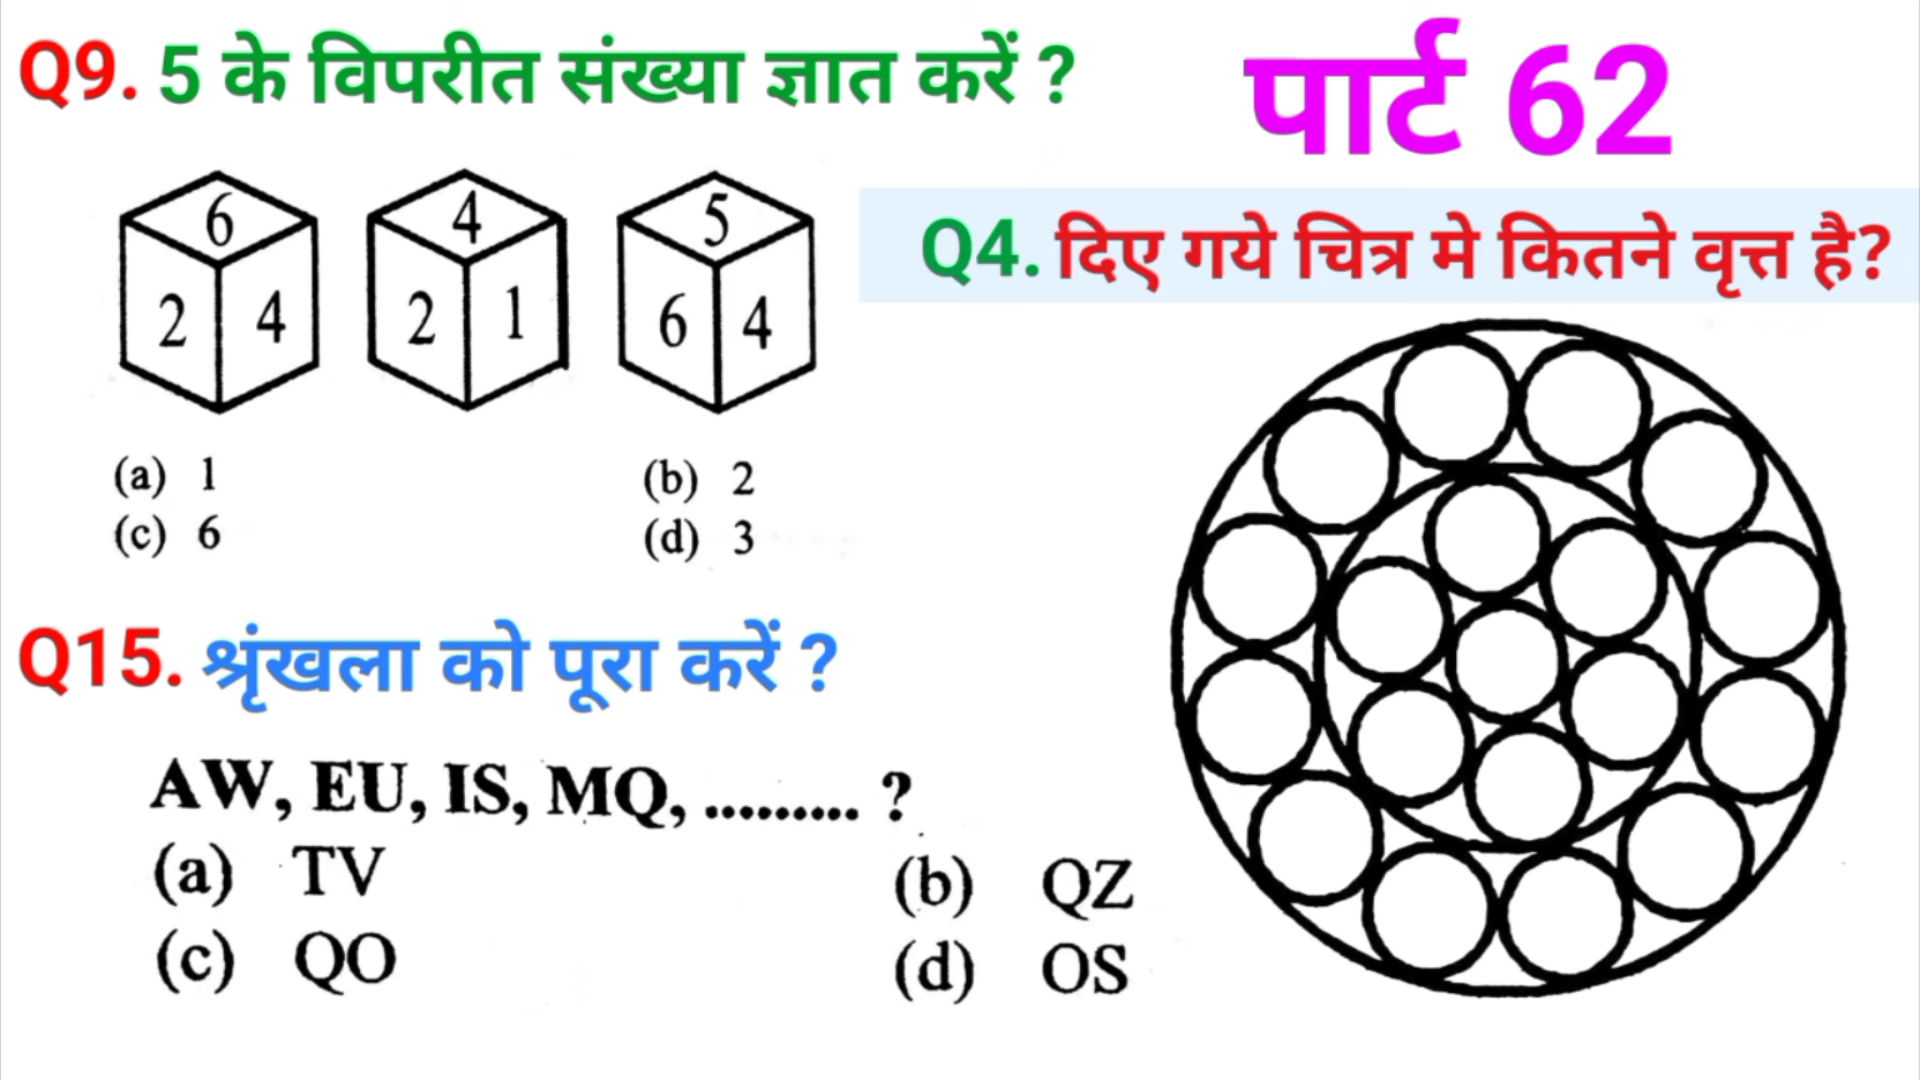 Q9. 5 के विपरीत संख्या ज्ञात करें ?
पार्ट 62
6
2 4
4
2 1
5
6 4
(a) 1
(b) 2
(c) 6
(d) 3
Q4. दिए गये चित्र मे कितने वृत्त है?
Q15. श्रृंखला को पूरा करें ?
AW, EU, IS, MQ, ......... ?
(a) TV
(b) QZ
(c) QO
(d) OS